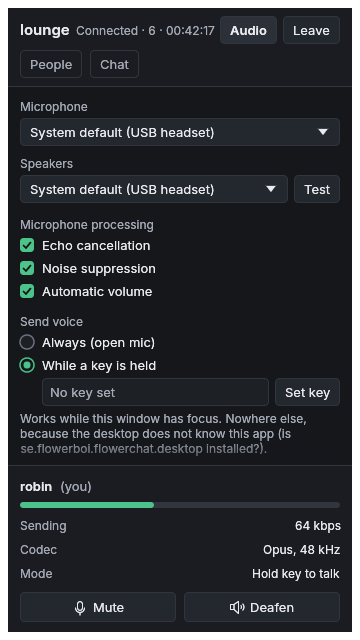 lounge Connected · 6 · 00:42:17 Audio Leave
People Chat
Microphone
System default (USB headset)
Speakers
System default (USB headset) Test
Microphone processing
Echo cancellation
Noise suppression
Automatic volume
Send voice
Always (open mic)
While a key is held
No key set Set key
Works while this window has focus. Nowhere else,
because the desktop does not know this app (is
se.flowerboi.flowerchat.desktop installed?).
robin (you)
Sending 64 kbps
Codec Opus, 48 kHz
Mode Hold key to talk
Mute Deafen